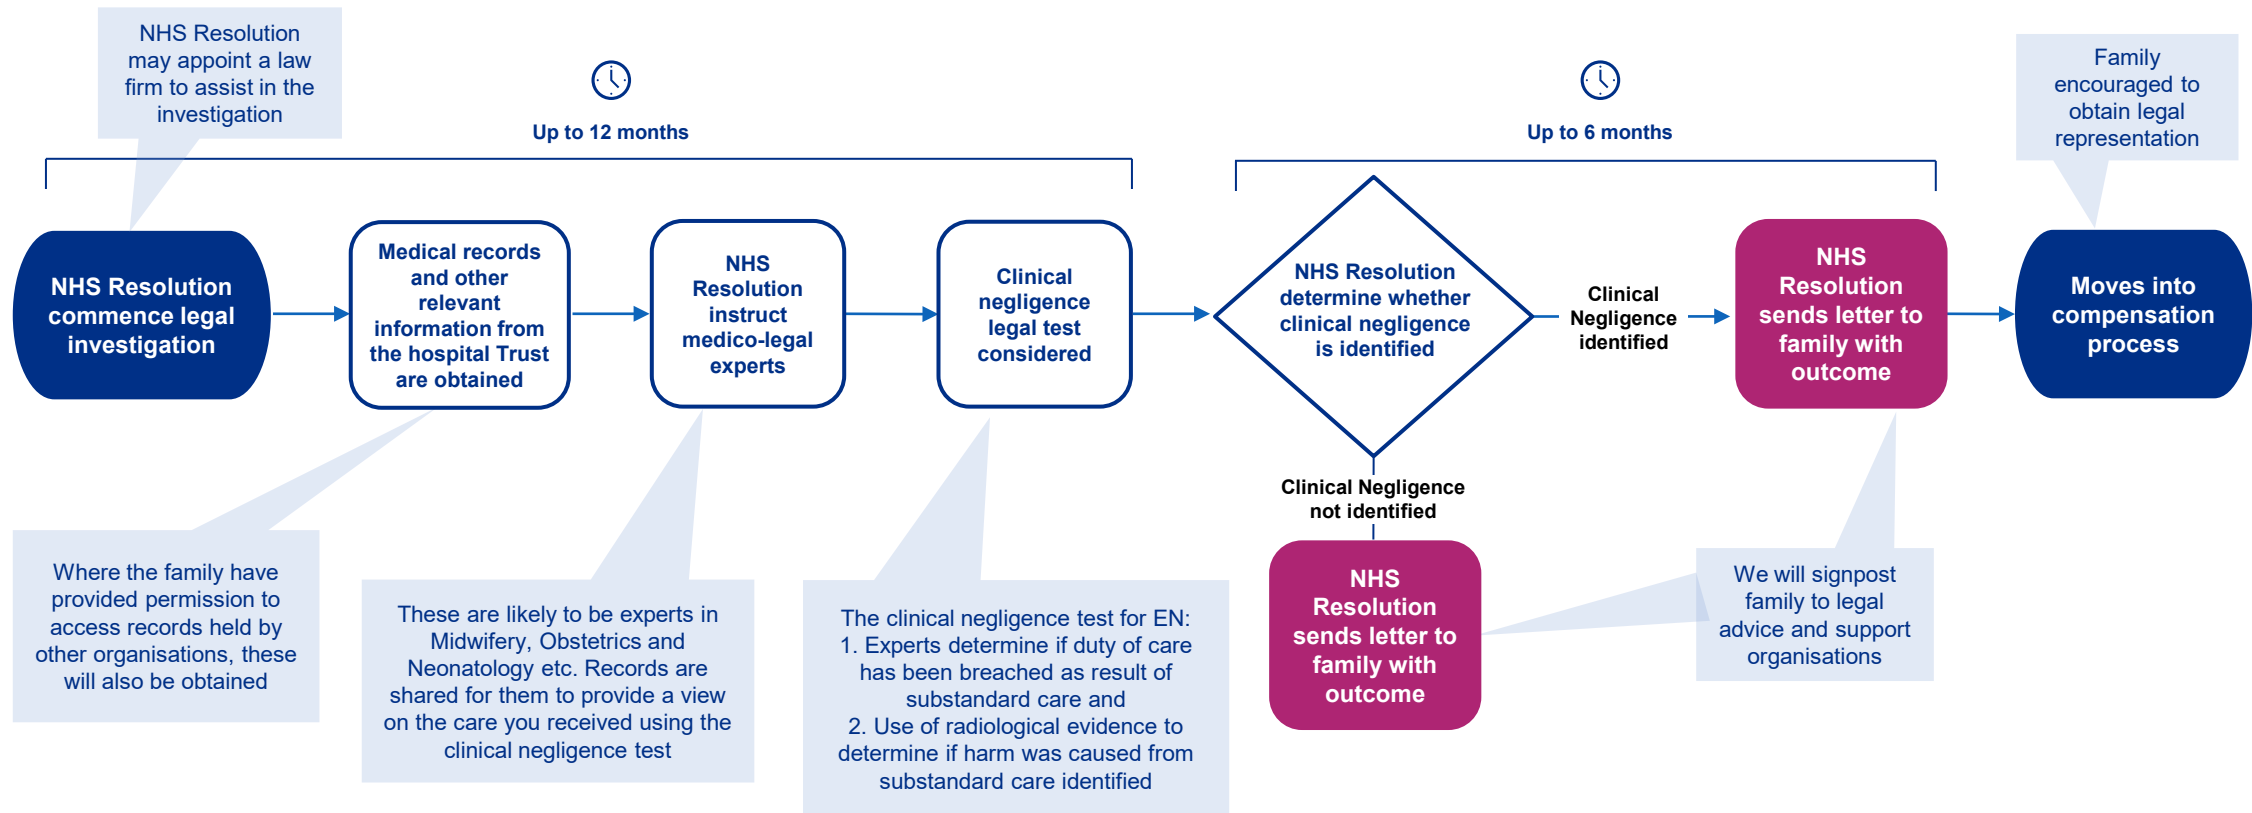 NHS Resolution
may appoint a law
firm to assist in the
investigation
Up to 12 months
Up to 6 months
Family
encouraged to
obtain legal
representation
NHS Resolution
commence legal
investigation
Medical records
and other
relevant
information from
the hospital Trust
are obtained
NHS
Resolution
instruct
medico-legal
experts
Clinical
negligence
legal test
considered
NHS Resolution
determine whether
clinical negligence
is identified
Clinical
Negligence
identified
NHS
Resolution
sends letter to
family with
outcome
Moves into
compensation
process
Clinical Negligence
not identified
NHS
Resolution
sends letter to
family with
outcome
Where the family have
provided permission to
access records held by
other organisations, these
will also be obtained
These are likely to be experts in
Midwifery, Obstetrics and
Neonatology etc. Records are
shared for them to provide a view
on the care you received using the
clinical negligence test
The clinical negligence test for EN:
1. Experts determine if duty of care
has been breached as result of
substandard care and
2. Use of radiological evidence to
determine if harm was caused from
substandard care identified
We will signpost
family to legal
advice and support
organisations